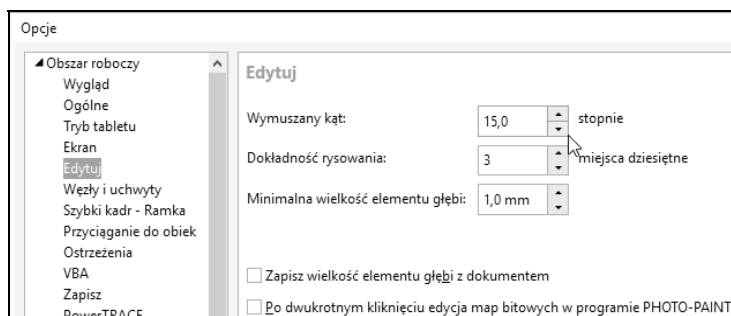 Opcje
Obszar roboczy
Wygląd
Ogólne
Tryb tabletu
Ekran
Edytuj
Węzły i uchwyty
Szybki kadr - Ramka
Przyciąganie do obiek
Ostrzeżenia
VBA
Zapisz
PowerTRACE
Edytuj
Wymuszany kąt: 15,0 stopnie
Dokładność rysowania: 3 miejsca dziesiętne
Minimalna wielkość elementu głębi: 1,0 mm
Zapisz wielkość elementu głębi z dokumentem
Po dwukrotnym kliknięciu edycja map bitowych w programie PHOTO-PAINT